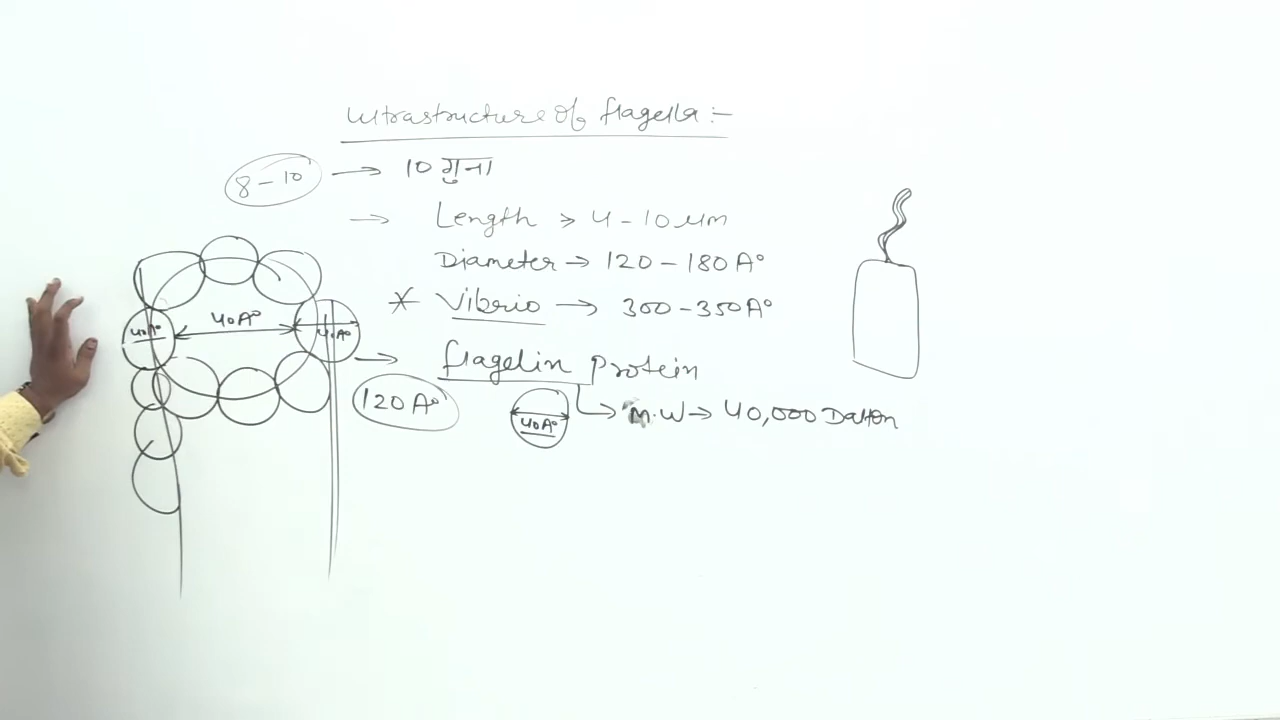 Ultrastructure of flagella :-
8-10 → 10 गुना
→ Length > 4-10 μm
Diameter → 120-180 A°
* Vibrio → 300-350A°
40A° 40A° 40A°
→ flagelin protein
120 A°
40A° → M.W → 40,000 Dalton